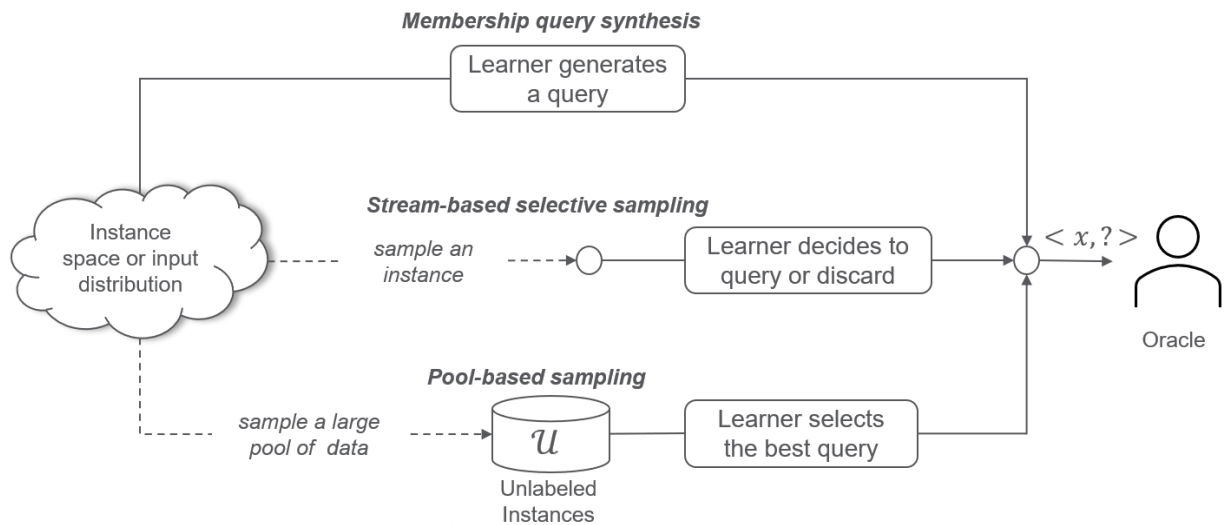 Membership query synthesis
Learner generates
a query
Stream-based selective sampling
Instance
space or input
distribution
sample an
instance
Learner decides to
query or discard
< x, ? >
Oracle
Pool-based sampling
sample a large
pool of data
𝒰
Unlabeled
Instances
Learner selects
the best query